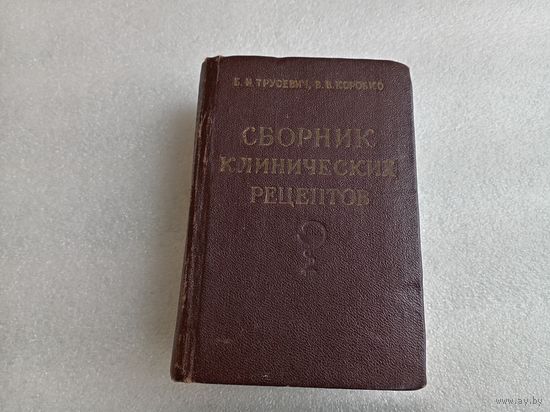 Б. И. ТРУСЕВИЧ, В. В. КОРОБКО
СБОРНИК
КЛИНИЧЕСКИХ
РЕЦЕПТОВ
www.ay.by